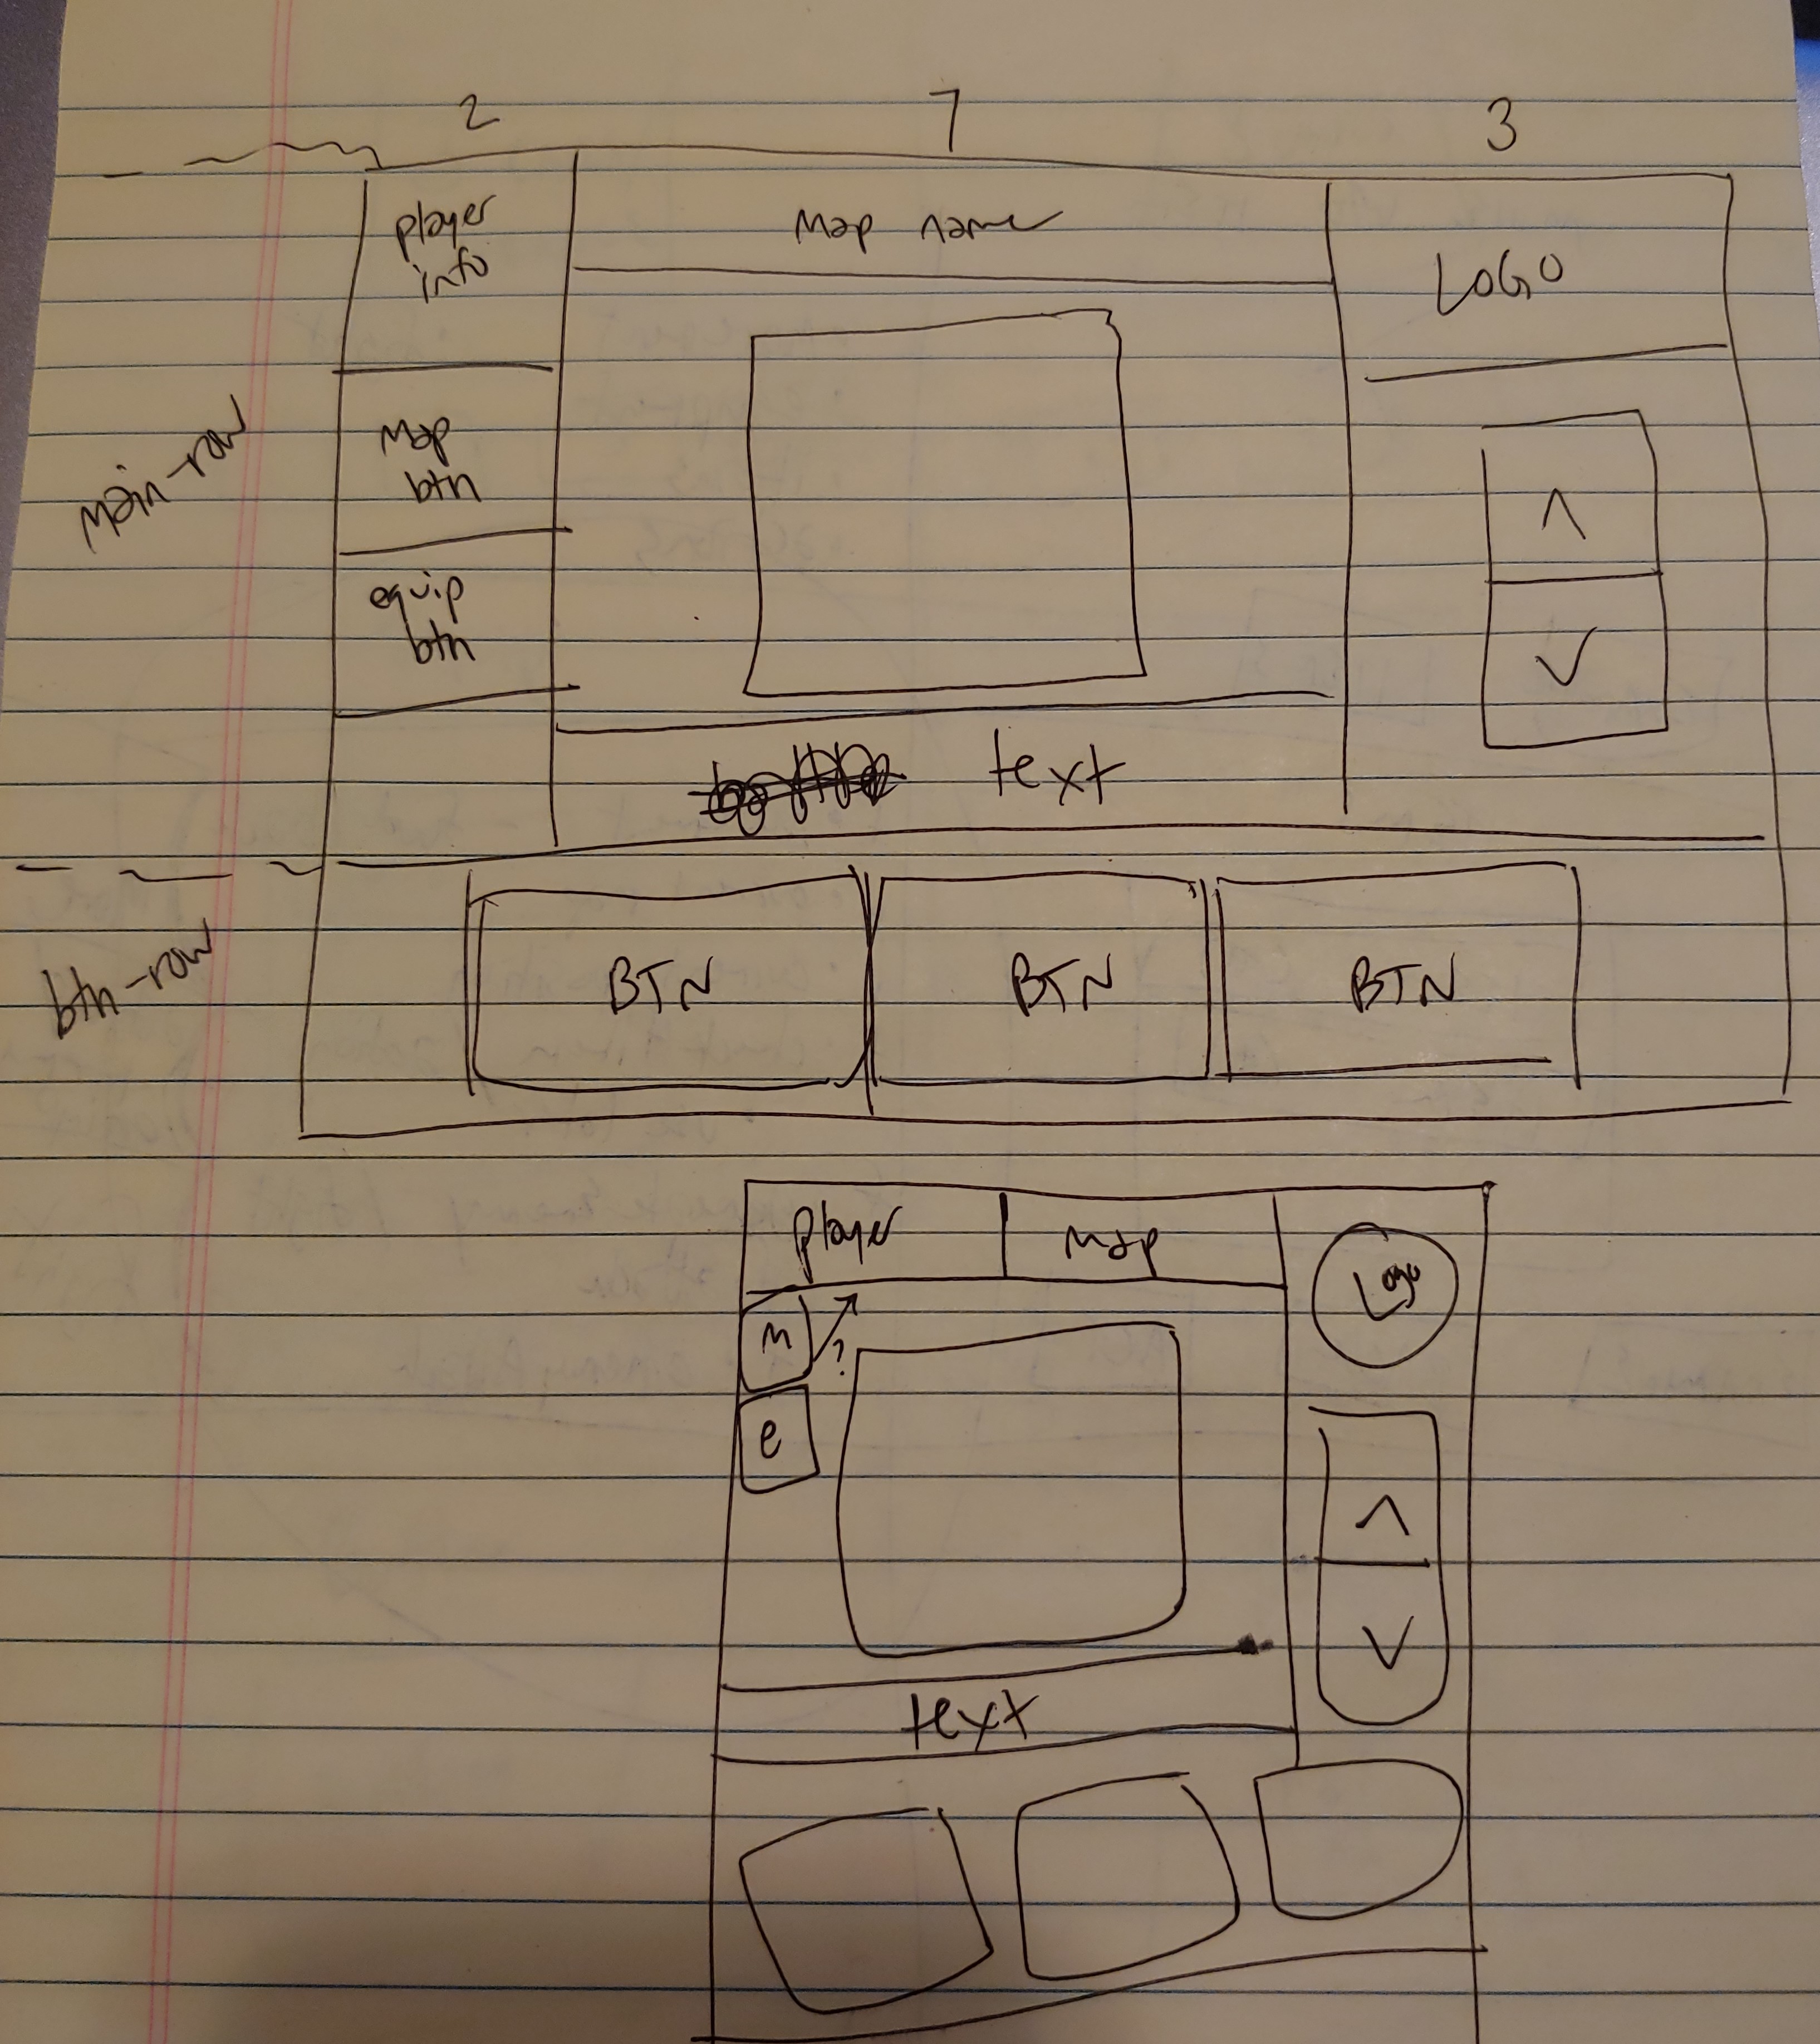 2 7 3
player
info
Map name
LOGO
main-row
Map
btn
equip
btn
text
btn-row
BTN BTN BTN
player map
Logo
m
?
e
text